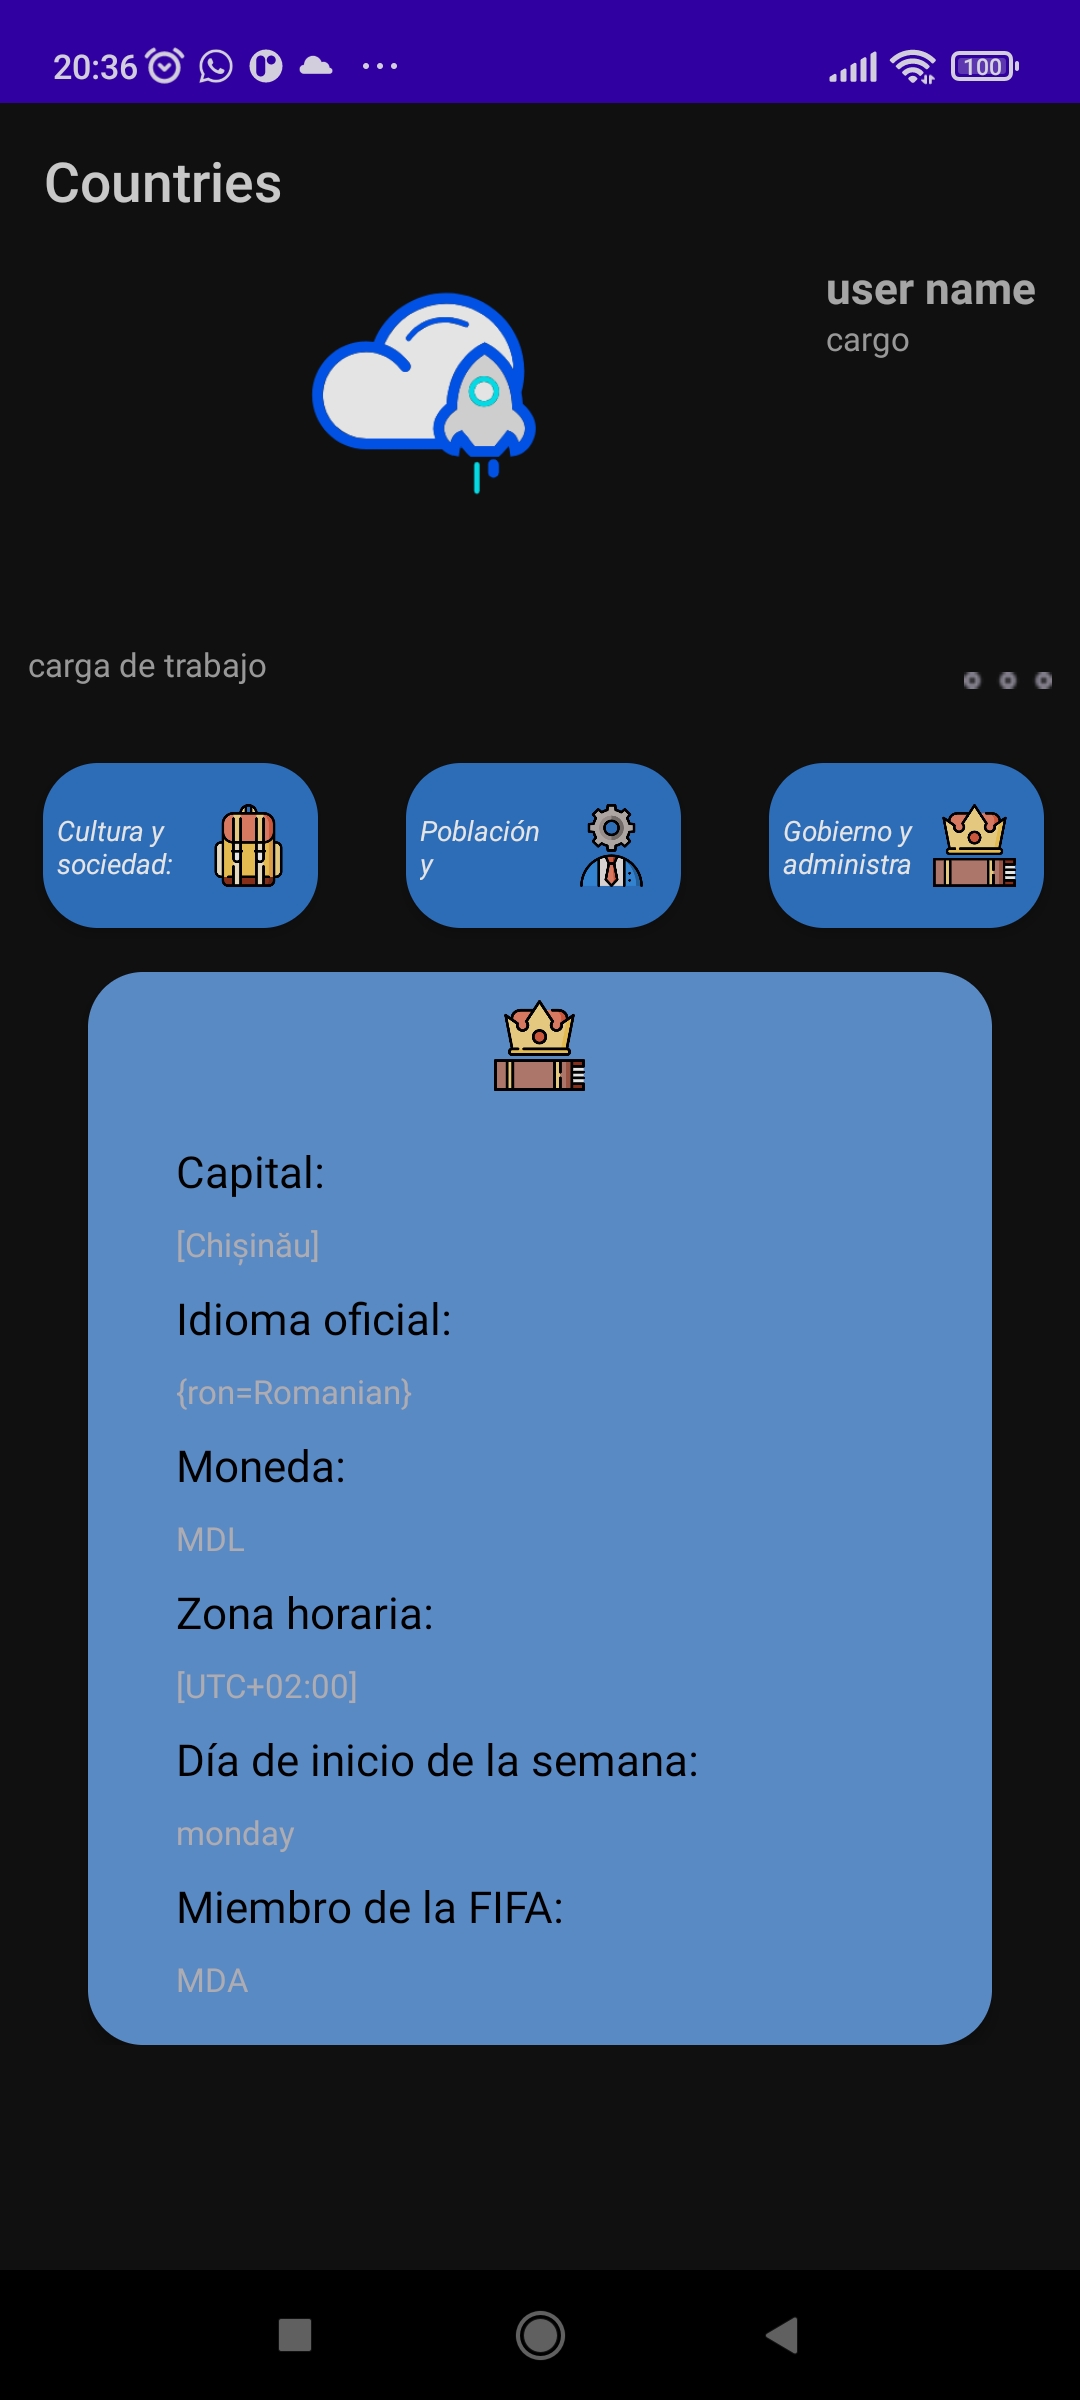 20:36
100
Countries
user name
cargo
carga de trabajo
Cultura y
sociedad:
Población
y
Gobierno y
administra
Capital:
[Chișinău]
Idioma oficial:
{ron=Romanian}
Moneda:
MDL
Zona horaria:
[UTC+02:00]
Día de inicio de la semana:
monday
Miembro de la FIFA:
MDA